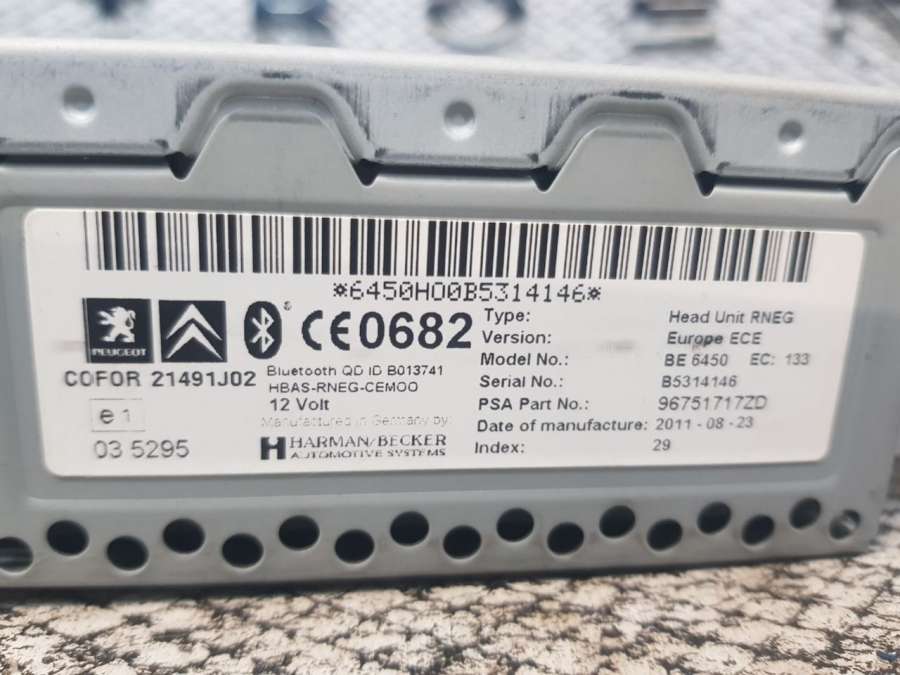 *6450H00B5314146*
PEUGEOT
CE0682
COFOR 21491J02
e1
03 5295
Bluetooth QD ID B013741
HBAS-RNEG-CEMOO
12 Volt
Manufactured in Germany by:
HARMAN/BECKER
AUTOMOTIVE SYSTEMS
Type: Head Unit RNEG
Version: Europe ECE
Model No.: BE 6450 EC: 133
Serial No.: B5314146
PSA Part No.: 96751717ZD
Date of manufacture: 2011-08-23
Index: 29